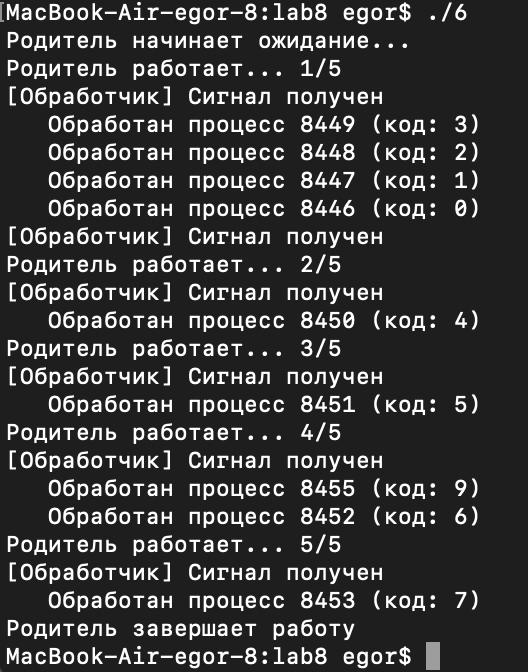 MacBook-Air-egor-8:lab8 egor$ ./6
Родитель начинает ожидание...
Родитель работает... 1/5
[Обработчик] Сигнал получен
Обработан процесс 8449 (код: 3)
Обработан процесс 8448 (код: 2)
Обработан процесс 8447 (код: 1)
Обработан процесс 8446 (код: 0)
[Обработчик] Сигнал получен
Родитель работает... 2/5
[Обработчик] Сигнал получен
Обработан процесс 8450 (код: 4)
Родитель работает... 3/5
[Обработчик] Сигнал получен
Обработан процесс 8451 (код: 5)
Родитель работает... 4/5
[Обработчик] Сигнал получен
Обработан процесс 8455 (код: 9)
Обработан процесс 8452 (код: 6)
Родитель работает... 5/5
[Обработчик] Сигнал получен
Обработан процесс 8453 (код: 7)
Родитель завершает работу
MacBook-Air-egor-8:lab8 egor$